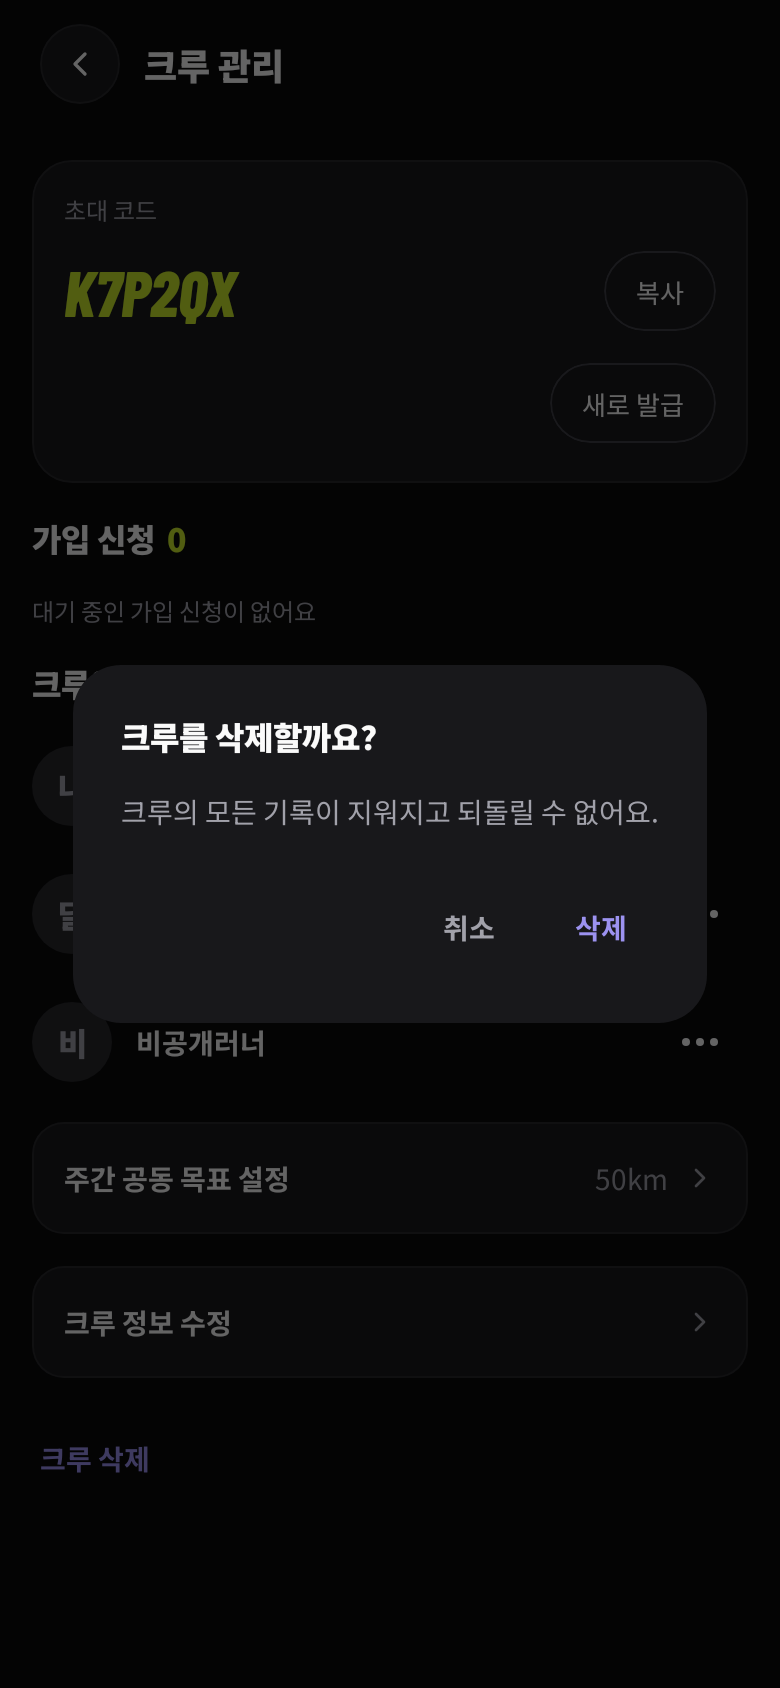 크루 관리
초대 코드
K7P2QX
복사
새로 발급
가입 신청 0
대기 중인 가입 신청이 없어요
크루를 삭제할까요?
크루의 모든 기록이 지워지고 되돌릴 수 없어요.
취소
삭제
비
비공개러너
주간 공동 목표 설정
50km
크루 정보 수정
크루 삭제